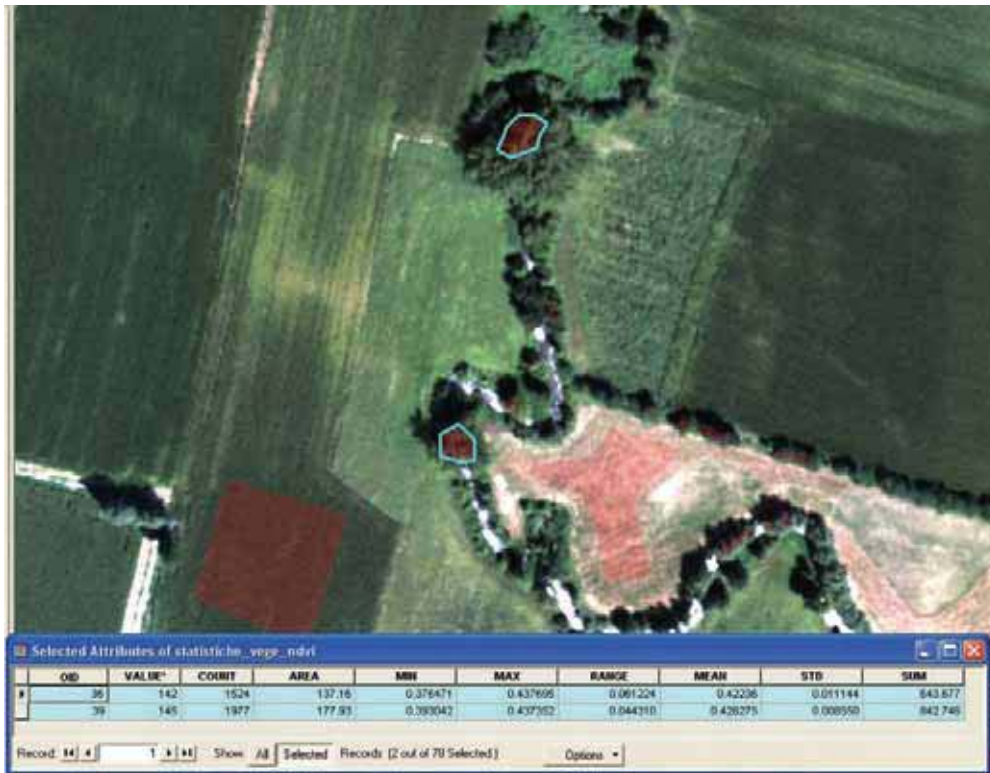 Selected Attributes of statistiche_vege_ndvi
OID VALUE* COUNT AREA MIN MAX RANGE MEAN STD SUM
36 142 1524 137.16 0.376471 0.437695 0.061224 0.42236 0.011144 643.677
39 145 1977 177.93 0.393042 0.437352 0.044310 0.426275 0.008550 842.746
Record: 1 Show: All Selected Records (2 out of 78 Selected.) Options